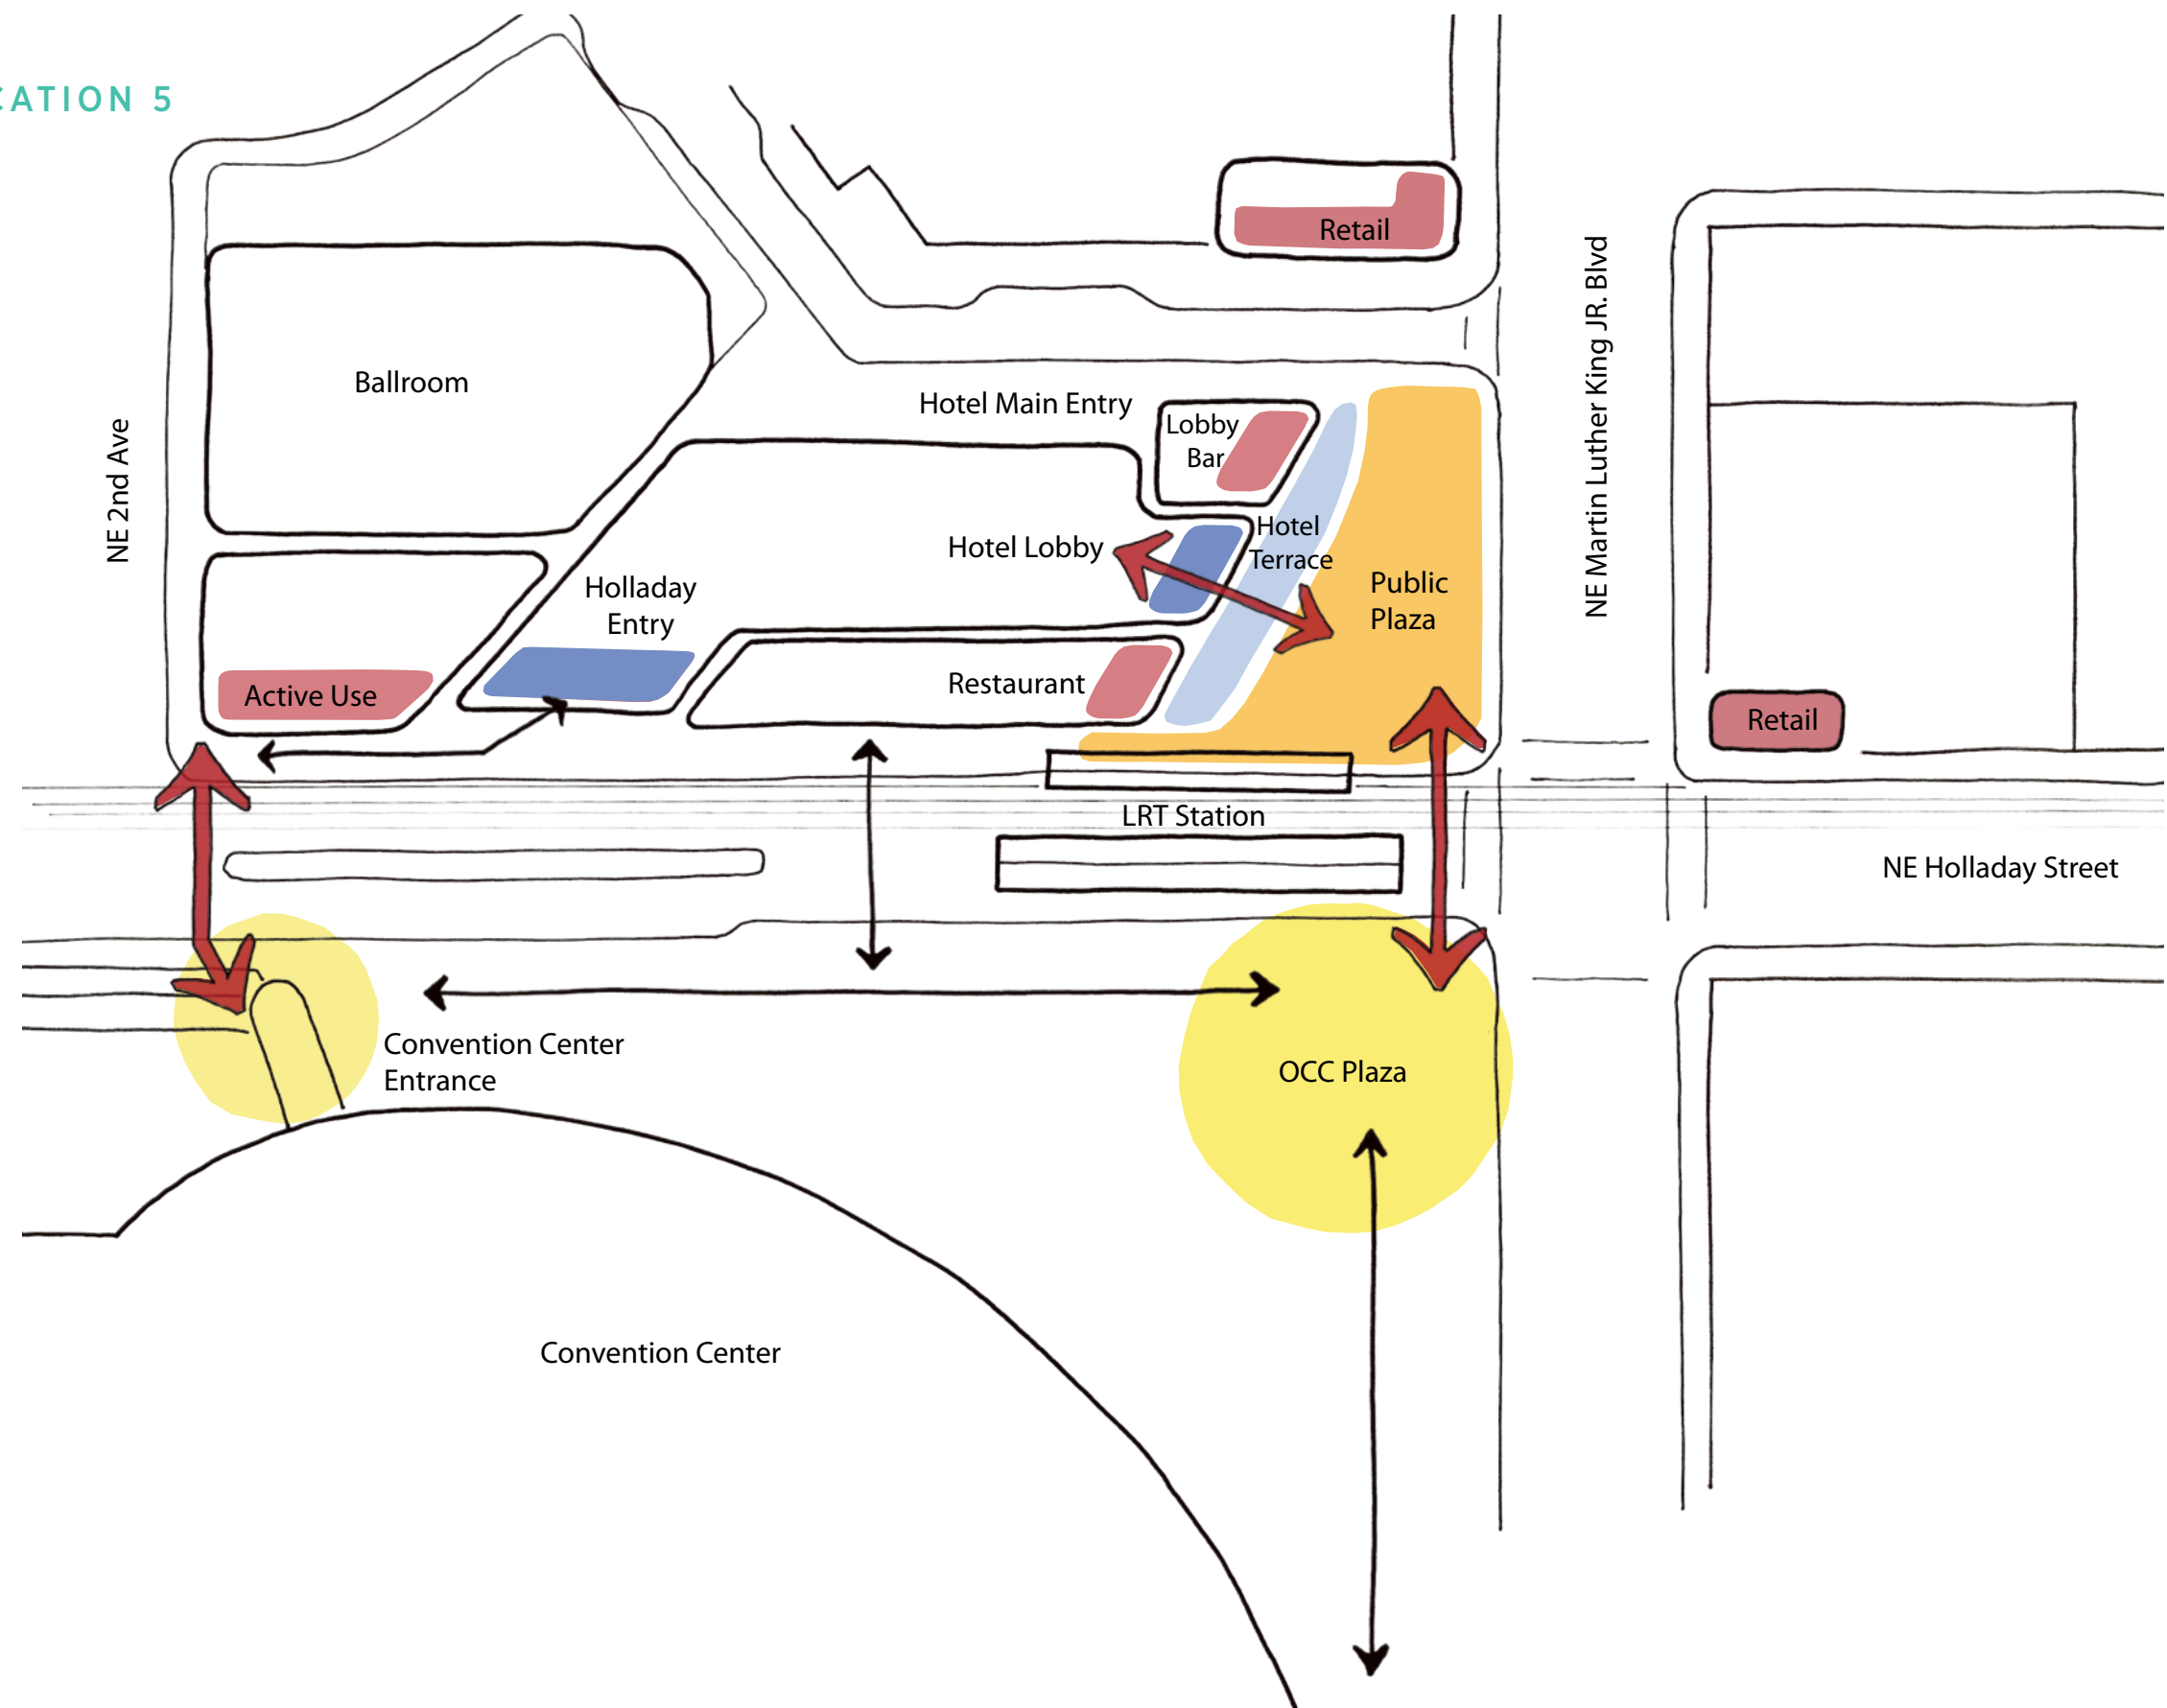 CATION 5
Retail
NE Martin Luther King JR. Blvd
Ballroom
Hotel Main Entry
Lobby
Bar
NE 2nd Ave
Hotel Lobby
Hotel
Terrace
Holladay
Entry
Public
Plaza
Restaurant
Active Use
Retail
LRT Station
NE Holladay Street
Convention Center
Entrance
OCC Plaza
Convention Center